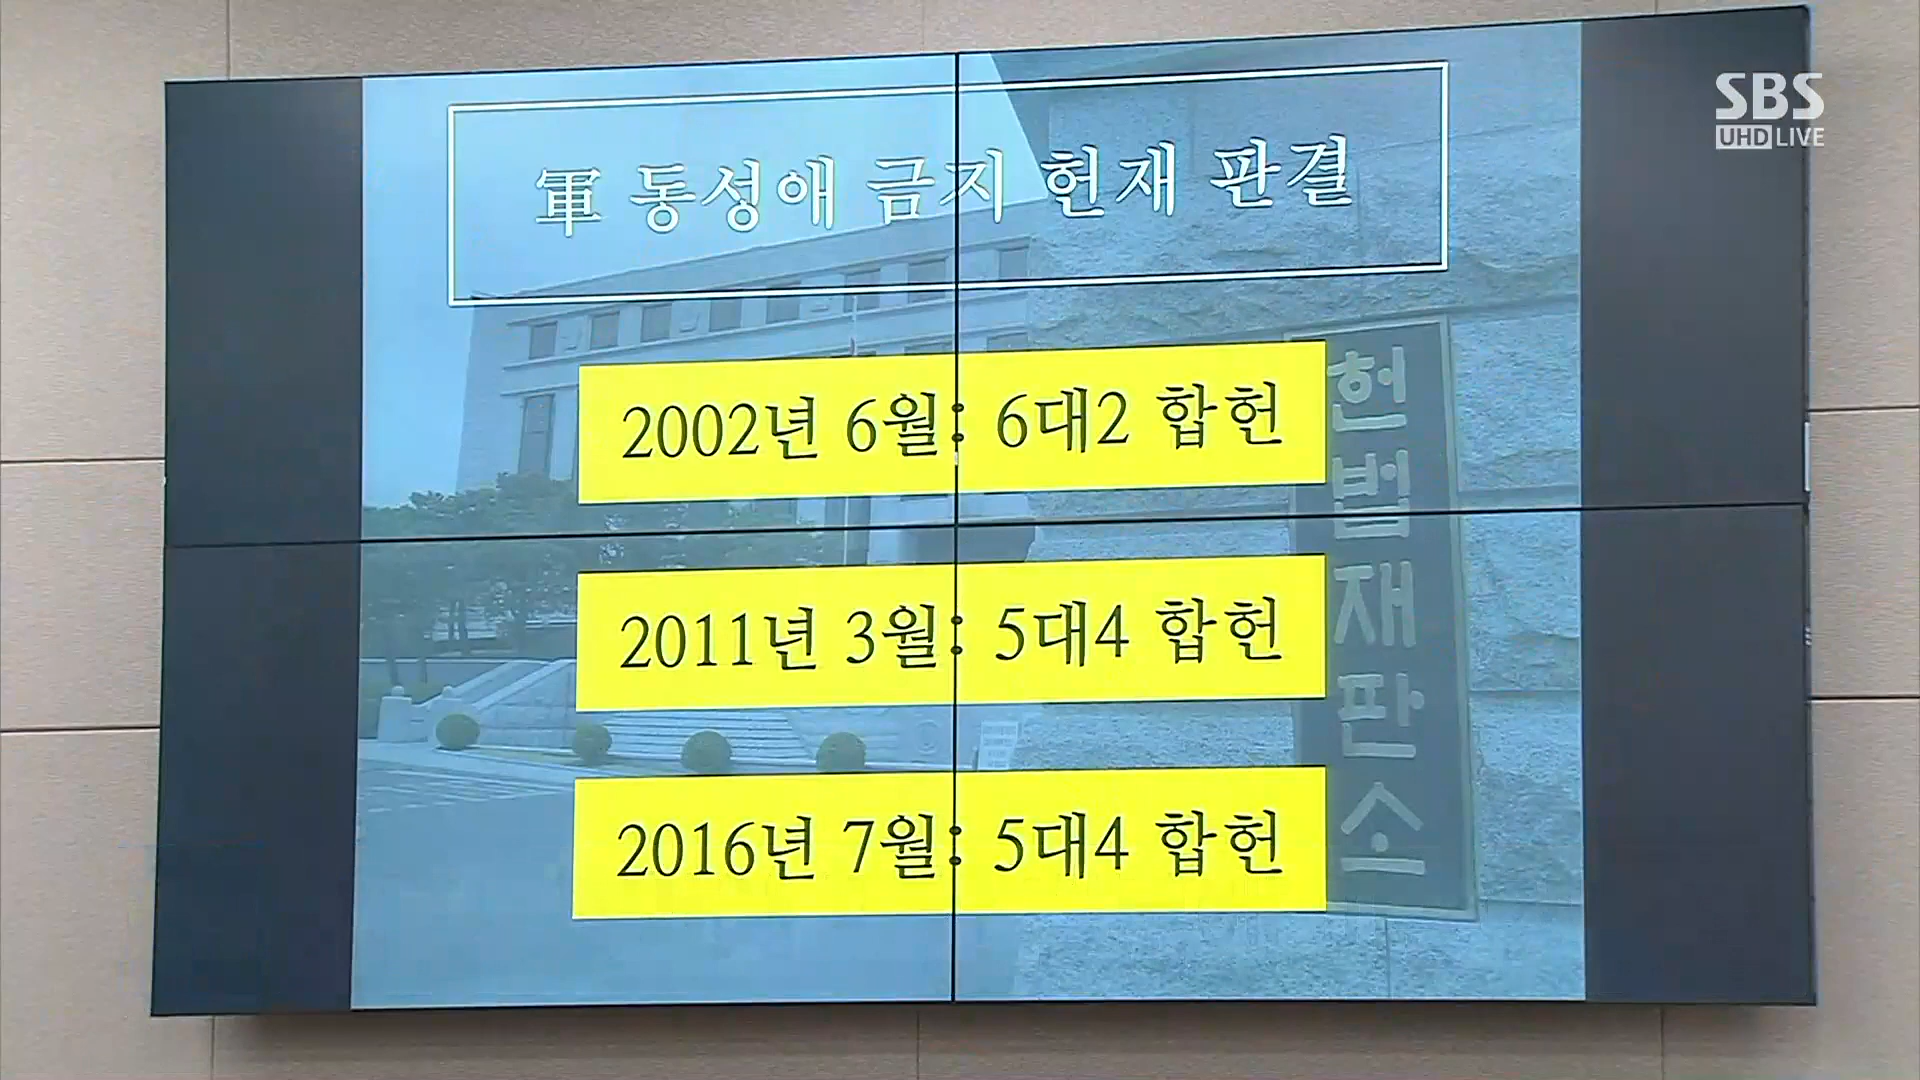 SBS
UHD LIVE
軍 동성애 금지 헌재 판결
2002년 6월: 6대2 합헌
2011년 3월: 5대4 합헌
2016년 7월: 5대4 합헌
헌법재판소